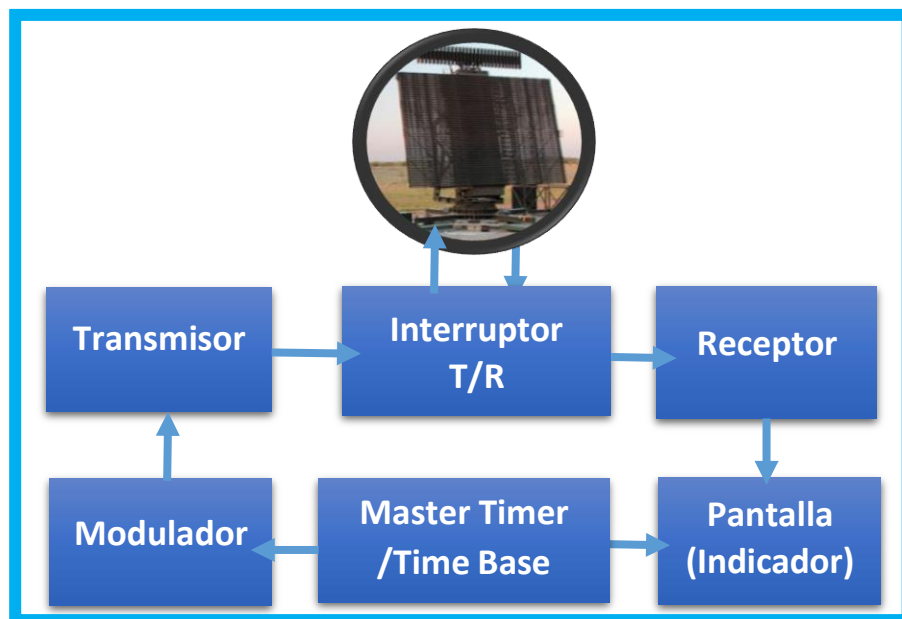 Transmisor
Interruptor
T/R
Receptor
Modulador
Master Timer
/Time Base
Pantalla
(Indicador)